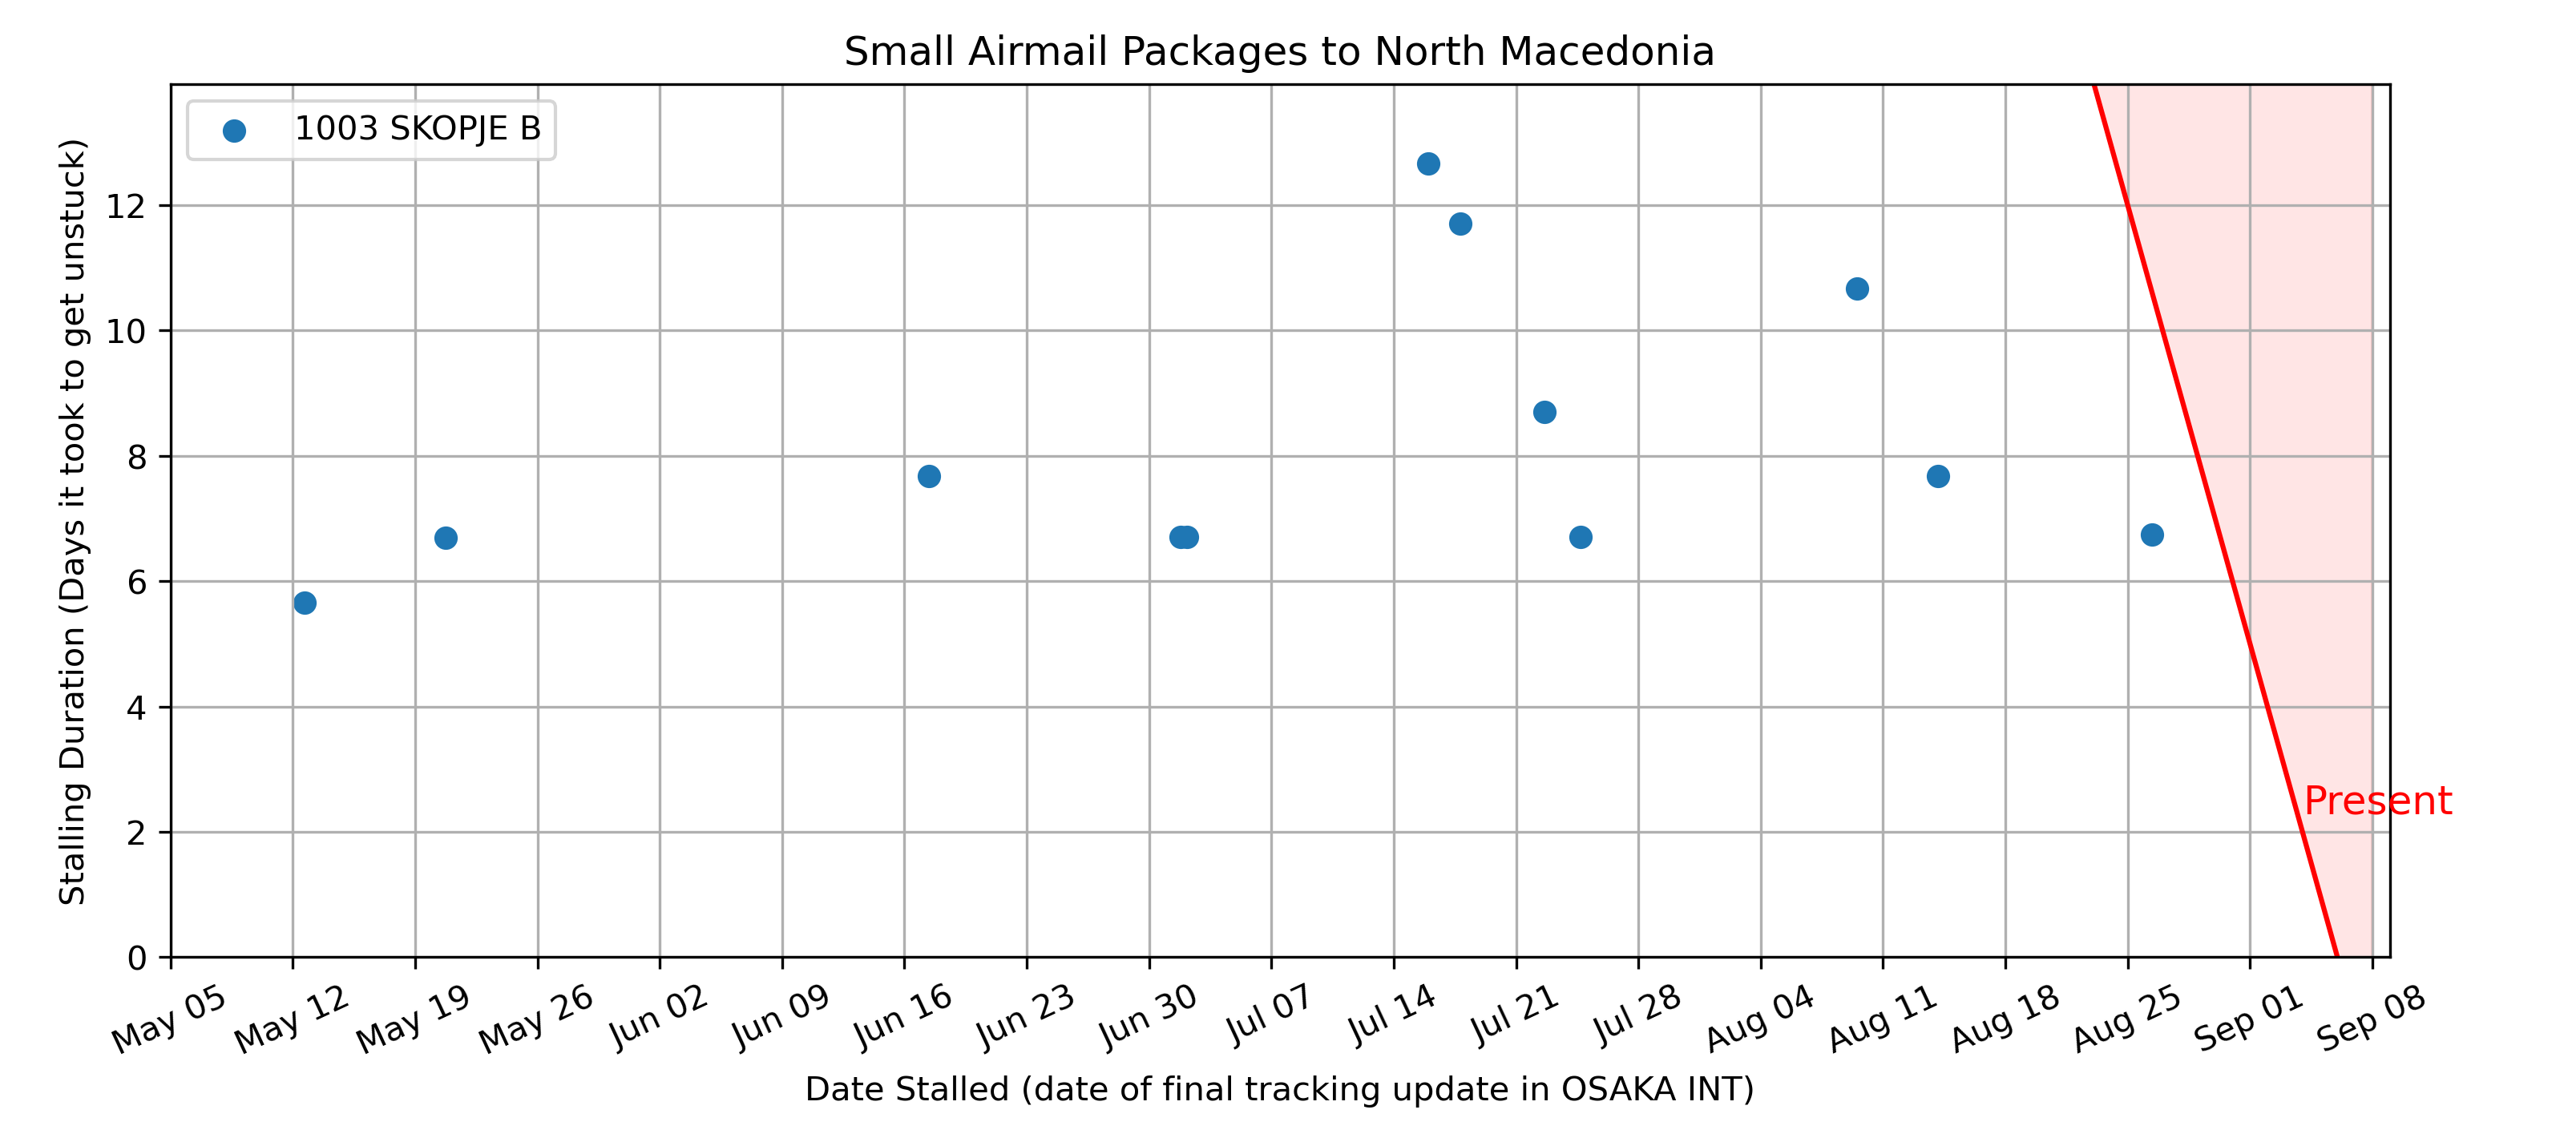 Small Airmail Packages to North Macedonia
1003 SKOPJE B
Stalling Duration (Days it took to get unstuck)
12
10
8
6
4
2
0
Present
May 05
May 12
May 19
May 26
Jun 02
Jun 09
Jun 16
Jun 23
Jun 30
Jul 07
Jul 14
Jul 21
Jul 28
Aug 04
Aug 11
Aug 18
Aug 25
Sep 01
Sep 08
Date Stalled (date of final tracking update in OSAKA INT)